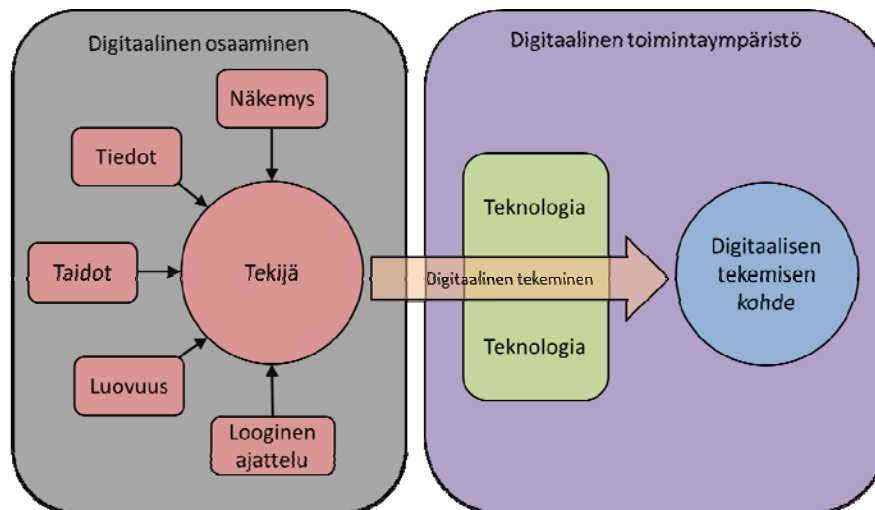 Digitaalinen osaaminen
Näkemys
Tiedot
Taidot
Luovuus
Looginen
ajattelu
Tekijä
Digitaalinen tekeminen
Digitaalinen toimintaympäristö
Teknologia
Teknologia
Digitaalisen
tekemisen
kohde